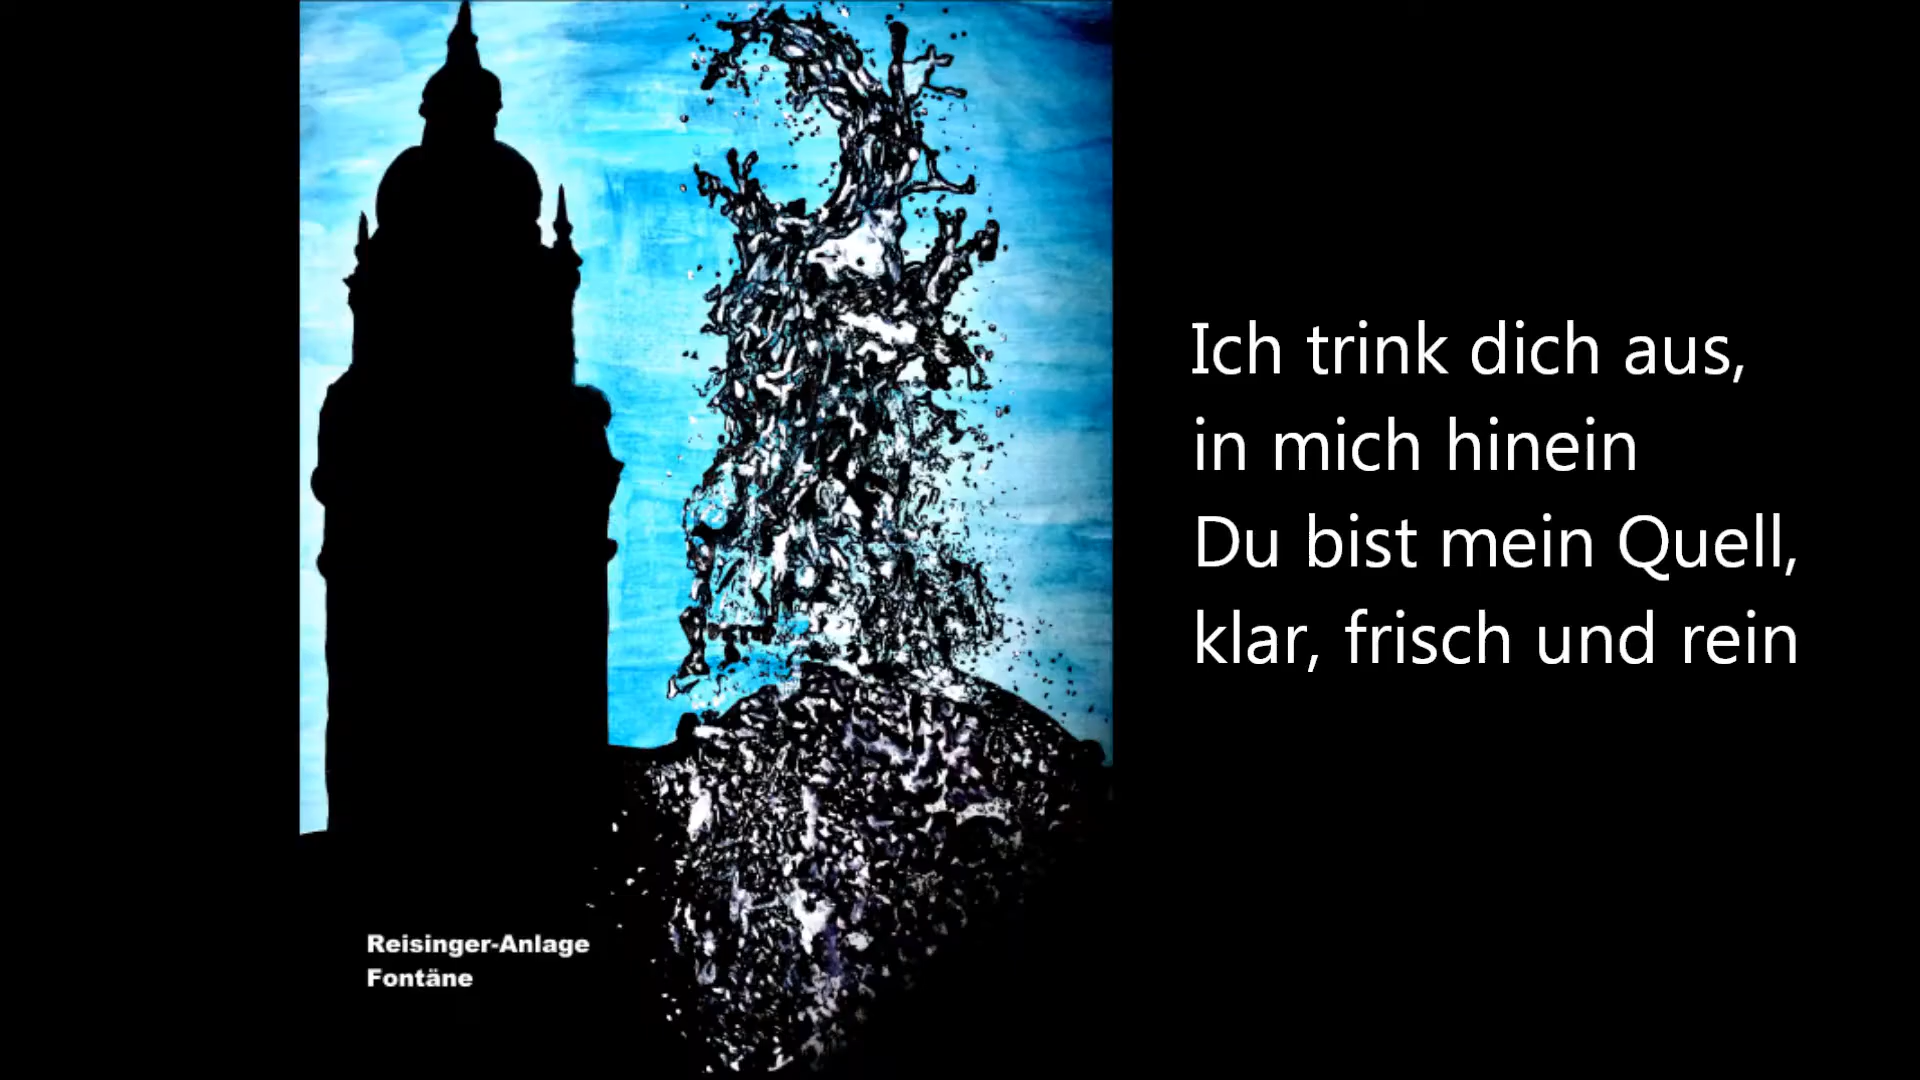 Ich trink dich aus,
in mich hinein
Du bist mein Quell,
klar, frisch und rein
Reisinger-Anlage
Fontäne